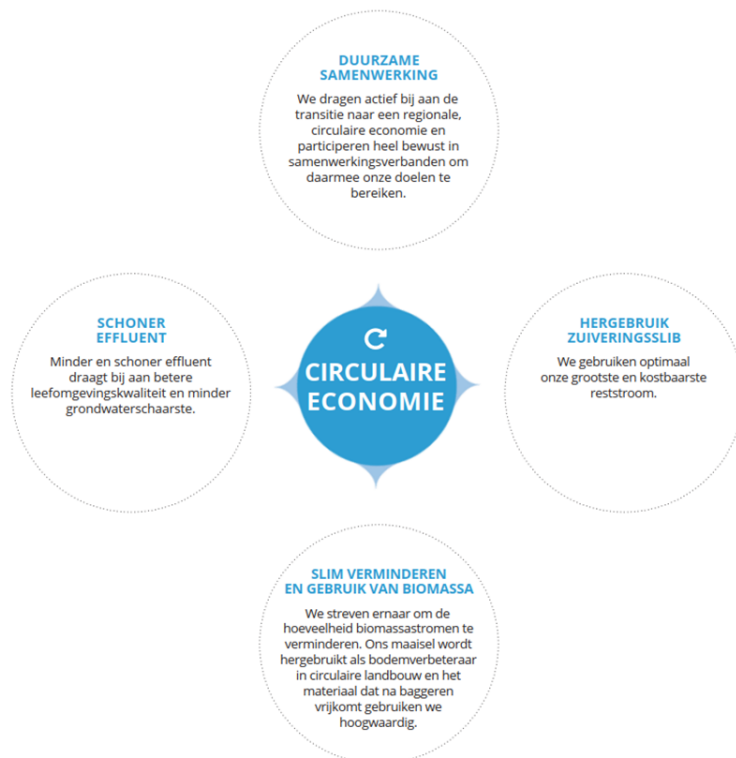 DUURZAME
SAMENWERKING
We dragen actief bij aan de
transitie naar een regionale,
circulaire economie en
participeren heel bewust in
samenwerkingsverbanden om
daarmee onze doelen te
bereiken.
SCHONER
EFFLUENT
Minder en schoner effluent
draagt bij aan betere
leefomgevingskwaliteit en minder
grondwaterschaarste.
CIRCULAIRE
ECONOMIE
HERGEBRUIK
ZUIVERINGSSLIB
We gebruiken optimaal
onze grootste en kostbaarste
reststroom.
SLIM VERMINDEREN
EN GEBRUIK VAN BIOMASSA
We streven ernaar om de
hoeveelheid biomassastromen te
verminderen. Ons maaisel wordt
hergebruikt als bodemverbeteraar
in circulaire landbouw en het
materiaal dat na baggeren
vrijkomt gebruiken we
hoogwaardig.